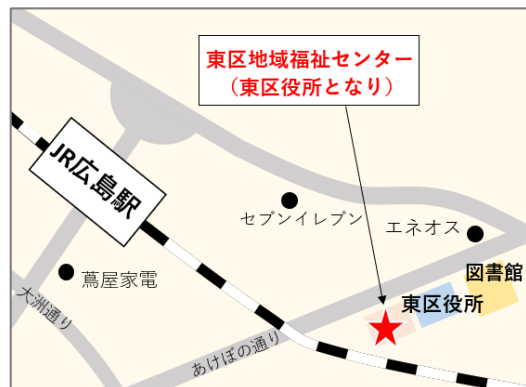 東区地域福祉センター
（東区役所となり）
JR広島駅
セブンイレブン
エネオス
図書館
蔦屋家電
東区役所
大洲通り
あけぼの通り